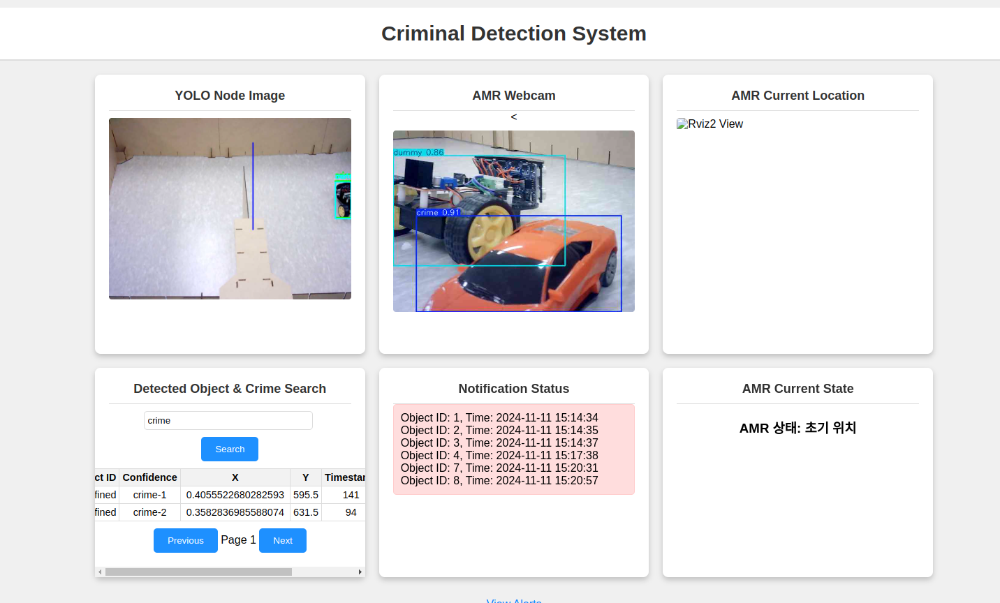 Criminal Detection System
YOLO Node Image
AMR Webcam
<
dummy 0.86
crime 0.91
AMR Current Location
Rviz2 View
Detected Object & Crime Search
crime
Search
ct ID Confidence X Y Timestar
fined crime-1 0.4055522680282593 595.5 141
fined crime-2 0.3582836985588074 631.5 94
Previous Page 1 Next
Notification Status
Object ID: 1, Time: 2024-11-11 15:14:34
Object ID: 2, Time: 2024-11-11 15:14:35
Object ID: 3, Time: 2024-11-11 15:14:37
Object ID: 4, Time: 2024-11-11 15:17:38
Object ID: 7, Time: 2024-11-11 15:20:31
Object ID: 8, Time: 2024-11-11 15:20:57
AMR Current State
AMR 상태: 초기 위치
View Alerts